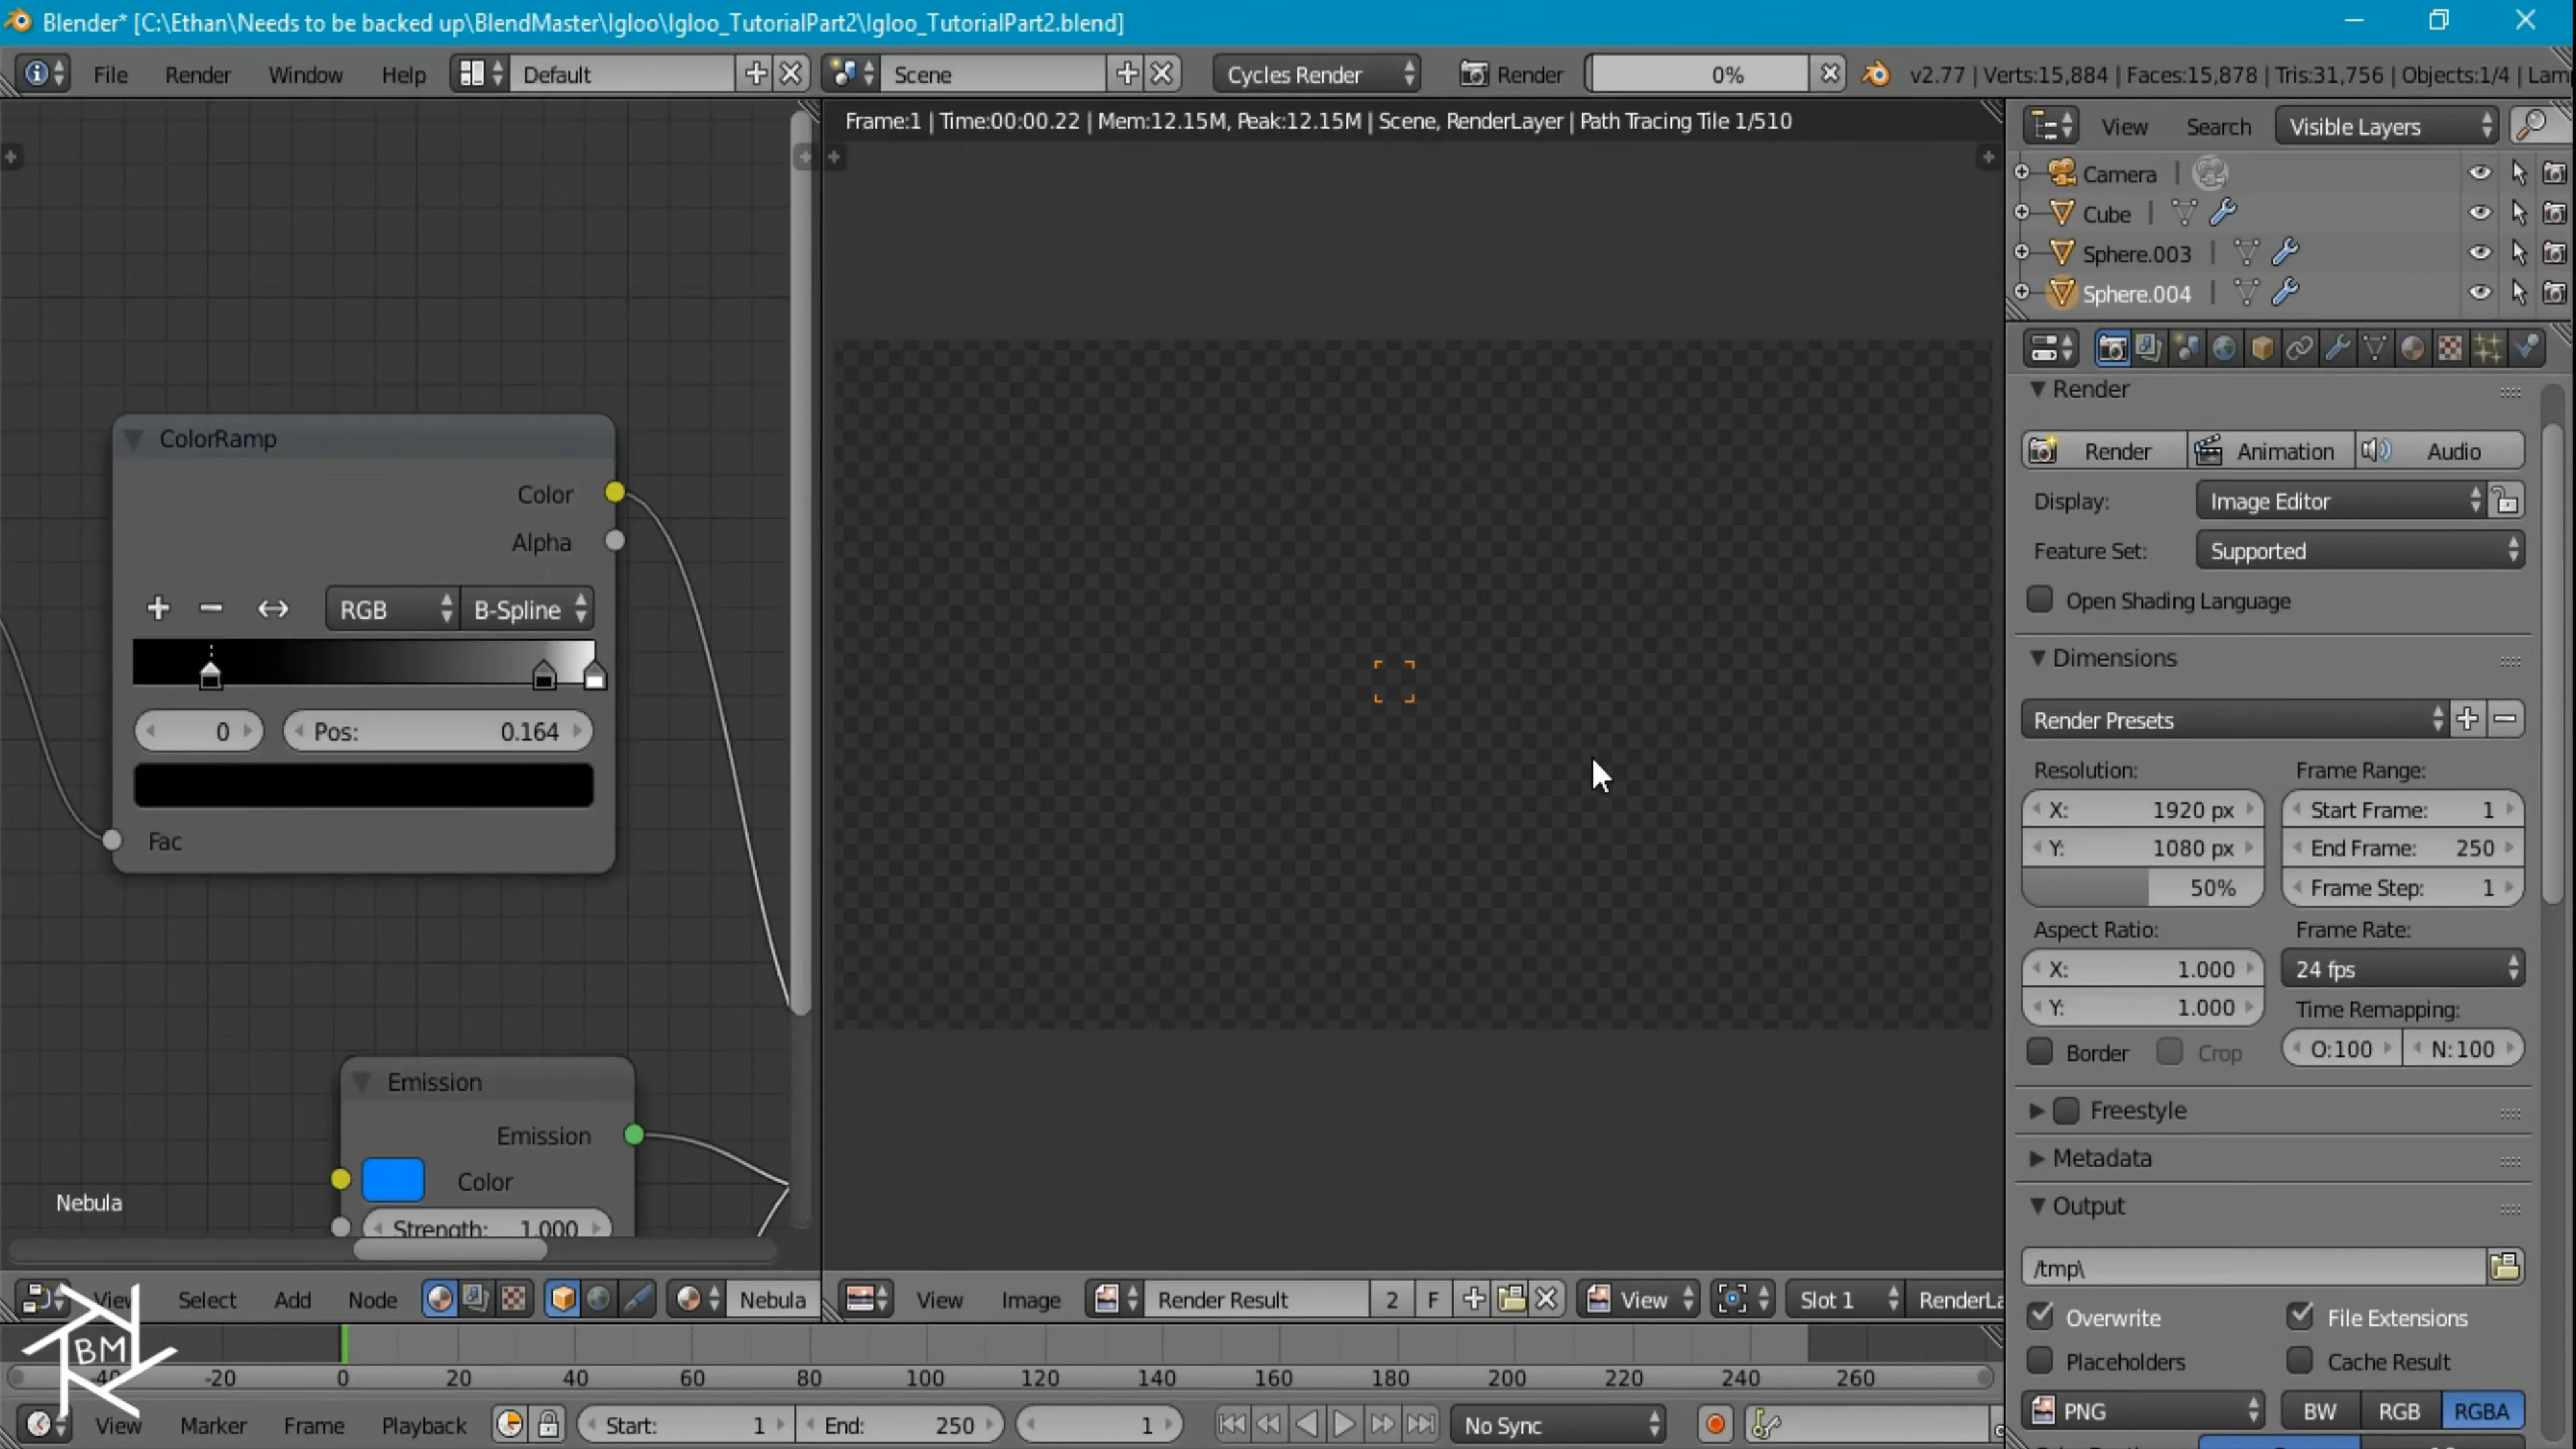 Blender* [C:\Ethan\Needs to be backed up\BlendMaster\Igloo\Igloo_TutorialPart2\Igloo_TutorialPart2.blend]
File Render Window Help Default Scene Cycles Render Render 0% v2.77 | Verts:15,884 | Faces:15,878 | Tris:31,756 | Objects:1/4 | Lam
Frame:1 | Time:00:00.22 | Mem:12.15M, Peak:12.15M | Scene, RenderLayer | Path Tracing Tile 1/510
View Search Visible Layers
Camera
Cube
Sphere.003
Sphere.004
Render
Render Animation Audio
Display: Image Editor
Feature Set: Supported
Open Shading Language
Dimensions
Render Presets
Resolution: Frame Range:
X: 1920 px Start Frame: 1
Y: 1080 px End Frame: 250
50% Frame Step: 1
Aspect Ratio: Frame Rate:
X: 1.000 24 fps
Y: 1.000 Time Remapping:
Border Crop O:100 N:100
Freestyle
Metadata
Output
/tmp\
Overwrite File Extensions
Placeholders Cache Result
PNG BW RGB RGBA
ColorRamp
Color
Alpha
RGB B-Spline
0 Pos: 0.164
Fac
Emission
Emission
Color
Strength: 1.000
Nebula
View Select Add Node Nebula
View Image Render Result 2 F View Slot 1 RenderLa
BM
-40 -20 0 20 40 60 80 100 120 140 160 180 200 220 240 260
View Marker Frame Playback Start: 1 End: 250 1 No Sync